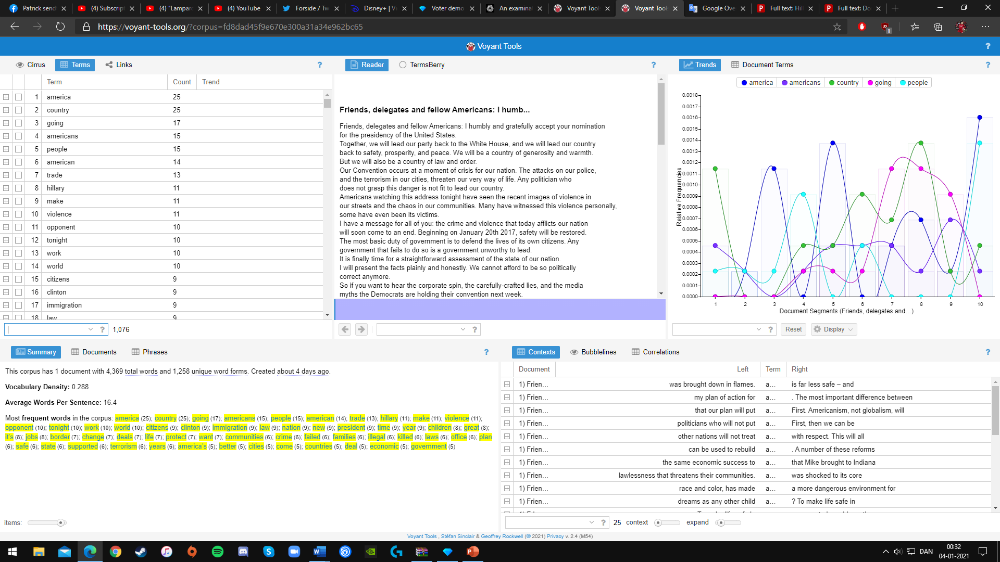 Patrick send
(4) Subscript
(4) "Lampard
(4) YouTube
Forside / Tw
Disney+ | Vi
Voter demo
An examina
Voyant Tools
Voyant Tools
Google Ove
Full text: Hil
Full text: Do
https://voyant-tools.org/?corpus=fd8dad45f9e670e300a31a34e962bc65
Voyant Tools
Cirrus Terms Links
Term Count Trend
1 america 25
2 country 25
3 going 17
4 americans 15
5 people 15
6 american 14
7 trade 13
8 hillary 11
9 make 11
10 violence 11
11 opponent 10
12 tonight 10
13 work 10
14 world 10
15 citizens 9
16 clinton 9
17 immigration 9
18 law 9
1,076
Reader TermsBerry
Friends, delegates and fellow Americans: I humb...
Friends, delegates and fellow Americans: I humbly and gratefully accept your nomination
for the presidency of the United States.
Together, we will lead our party back to the White House, and we will lead our country
back to safety, prosperity, and peace. We will be a country of generosity and warmth.
But we will also be a country of law and order.
Our Convention occurs at a moment of crisis for our nation. The attacks on our police,
and the terrorism in our cities, threaten our very way of life. Any politician who
does not grasp this danger is not fit to lead our country.
Americans watching this address tonight have seen the recent images of violence in
our streets and the chaos in our communities. Many have witnessed this violence personally,
some have even been its victims.
I have a message for all of you: the crime and violence that today afflicts our nation
will soon come to an end. Beginning on January 20th 2017, safety will be restored.
The most basic duty of government is to defend the lives of its own citizens. Any
government that fails to do so is a government unworthy to lead.
It is finally time for a straightforward assessment of the state of our nation.
I will present the facts plainly and honestly. We cannot afford to be so politically
correct anymore.
So if you want to hear the corporate spin, the carefully-crafted lies, and the media
myths the Democrats are holding their convention next week.
Trends Document Terms
america americans country going people
0.0018
0.0017
0.0016
0.0015
0.0014
0.0013
0.0012
0.0011
0.0010
0.0009
0.0008
0.0007
0.0006
0.0005
0.0004
0.0003
0.0002
0.0001
0.0000
Relative Frequencies
1 2 3 4 5 6 7 8 9 10
Document Segments (Friends, delegates and…)
Reset Display
Summary Documents Phrases
This corpus has 1 document with 4,369 total words and 1,258 unique word forms. Created about 4 days ago.
Vocabulary Density: 0.288
Average Words Per Sentence: 16.4
Most frequent words in the corpus: america (25); country (25); going (17); americans (15); people (15); american (14); trade (13); hillary (11); make (11); violence (11);
opponent (10); tonight (10); work (10); world (10); citizens (9); clinton (9); immigration (9); law (9); nation (9); new (9); president (9); time (9); year (9); children (8); great (8);
it's (8); jobs (8); border (7); change (7); deals (7); life (7); protect (7); want (7); communities (6); crime (6); failed (6); families (6); illegal (6); killed (6); laws (6); office (6); plan
(6); safe (6); state (6); supported (6); terrorism (6); years (6); america's (5); better (5); cities (5); come (5); countries (5); deal (5); economic (5); government (5)
items:
Contexts Bubblelines Correlations
Document Left Term Right
1) Frien... was brought down in flames. a... is far less safe – and
1) Frien... my plan of action for a... . The most important difference between
1) Frien... that our plan will put a... First. Americanism, not globalism, will
1) Frien... politicians who will not put a... First, then we can be
1) Frien... other nations will not treat a... with respect. This will all
1) Frien... can be used to rebuild a... . A number of these reforms
1) Frien... the same economic success to a... that Mike brought to Indiana
1) Frien... lawlessness that threatens their communities. a... was shocked to its core
1) Frien... race and color, has made a... a more dangerous environment for
1) Frien... dreams as any other child a... ? To make life safe in
25 context expand
Voyant Tools , Stéfan Sinclair & Geoffrey Rockwell (© 2021) Privacy v. 2.4 (M54)
DAN
00:32
04-01-2021